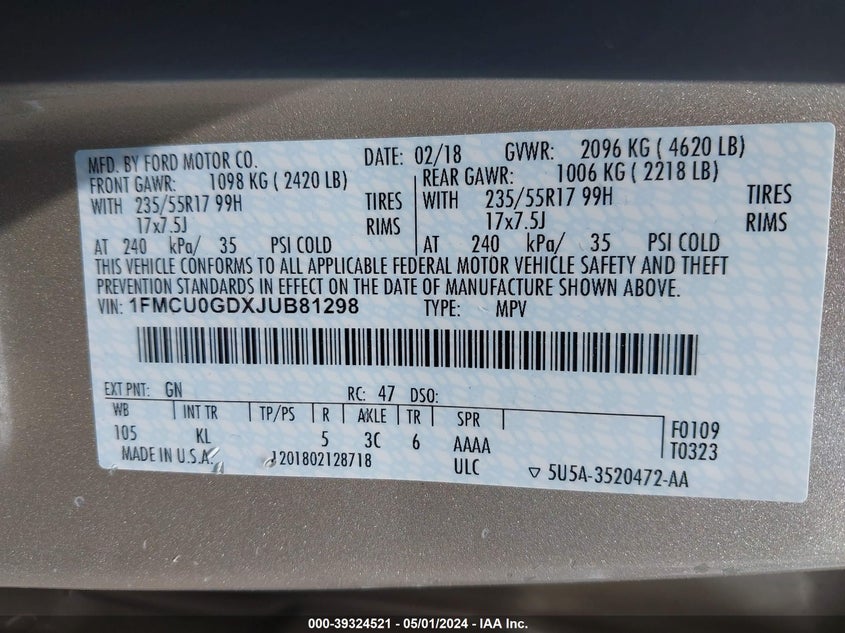 MFD. BY FORD MOTOR CO. DATE: 02/18 GVWR: 2096 KG ( 4620 LB)
FRONT GAWR: 1098 KG ( 2420 LB) REAR GAWR: 1006 KG ( 2218 LB)
WITH 235/55R17 99H TIRES WITH 235/55R17 99H TIRES
17x7.5J RIMS 17x7.5J RIMS
AT 240 kPa/ 35 PSI COLD AT 240 kPa/ 35 PSI COLD
THIS VEHICLE CONFORMS TO ALL APPLICABLE FEDERAL MOTOR VEHICLE SAFETY AND THEFT
PREVENTION STANDARDS IN EFFECT ON THE DATE OF MANUFACTURE SHOWN ABOVE.
VIN: 1FMCU0GDXJUB81298 TYPE: MPV
EXT PNT: GN RC: 47 DSO:
WB INT TR TP/PS R AXLE TR SPR F0109
105 KL 5 3C 6 AAAA T0323
MADE IN U.S.A. 201802128718 ULC ▽ 5U5A-3520472-AA
000-39324521 - 05/01/2024 - IAA Inc.